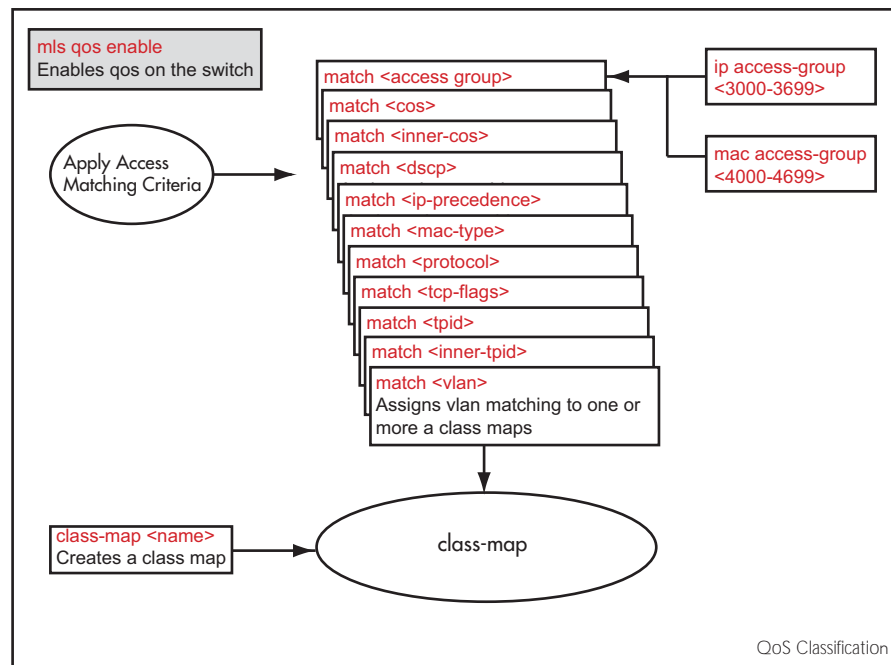 mls qos enable
Enables qos on the switch
match <access group>
ip access-group
<3000-3699>
match <cos>
match <inner-cos>
mac access-group
<4000-4699>
Apply Access
Matching Criteria
match <dscp>
match <ip-precedence>
match <mac-type>
match <protocol>
match <tcp-flags>
match <tpid>
match <inner-tpid>
match <vlan>
Assigns vlan matching to one or
more a class maps
class-map <name>
Creates a class map
class-map
QoS Classification